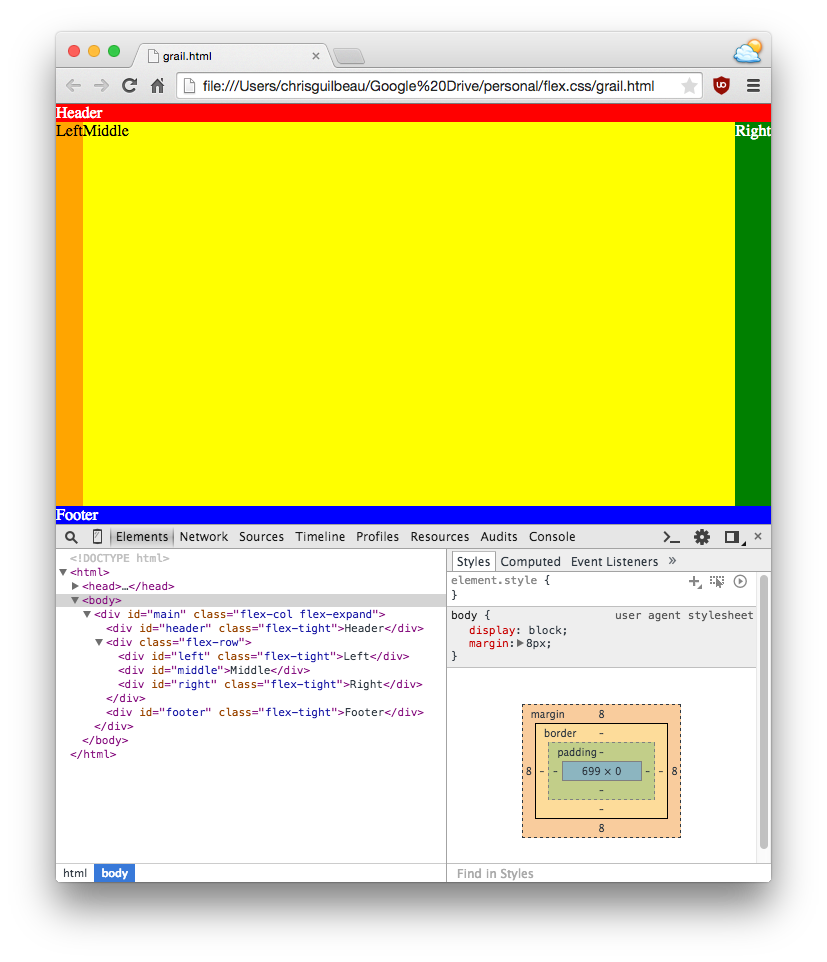 grail.html
file:///Users/chrisguilbeau/Google%20Drive/personal/flex.css/grail.html
Header
LeftMiddle Right
Footer
Elements Network Sources Timeline Profiles Resources Audits Console
<!DOCTYPE html>
<html>
<head>…</head>
<body>
<div id="main" class="flex-col flex-expand">
<div id="header" class="flex-tight">Header</div>
<div class="flex-row">
<div id="left" class="flex-tight">Left</div>
<div id="middle">Middle</div>
<div id="right" class="flex-tight">Right</div>
</div>
<div id="footer" class="flex-tight">Footer</div>
</div>
</body>
</html>
html body
Styles Computed Event Listeners »
element.style {
}
body { user agent stylesheet
display: block;
margin: 8px;
}
margin 8
border -
padding -
8 - - 699 × 0 - - 8
-
-
8
Find in Styles